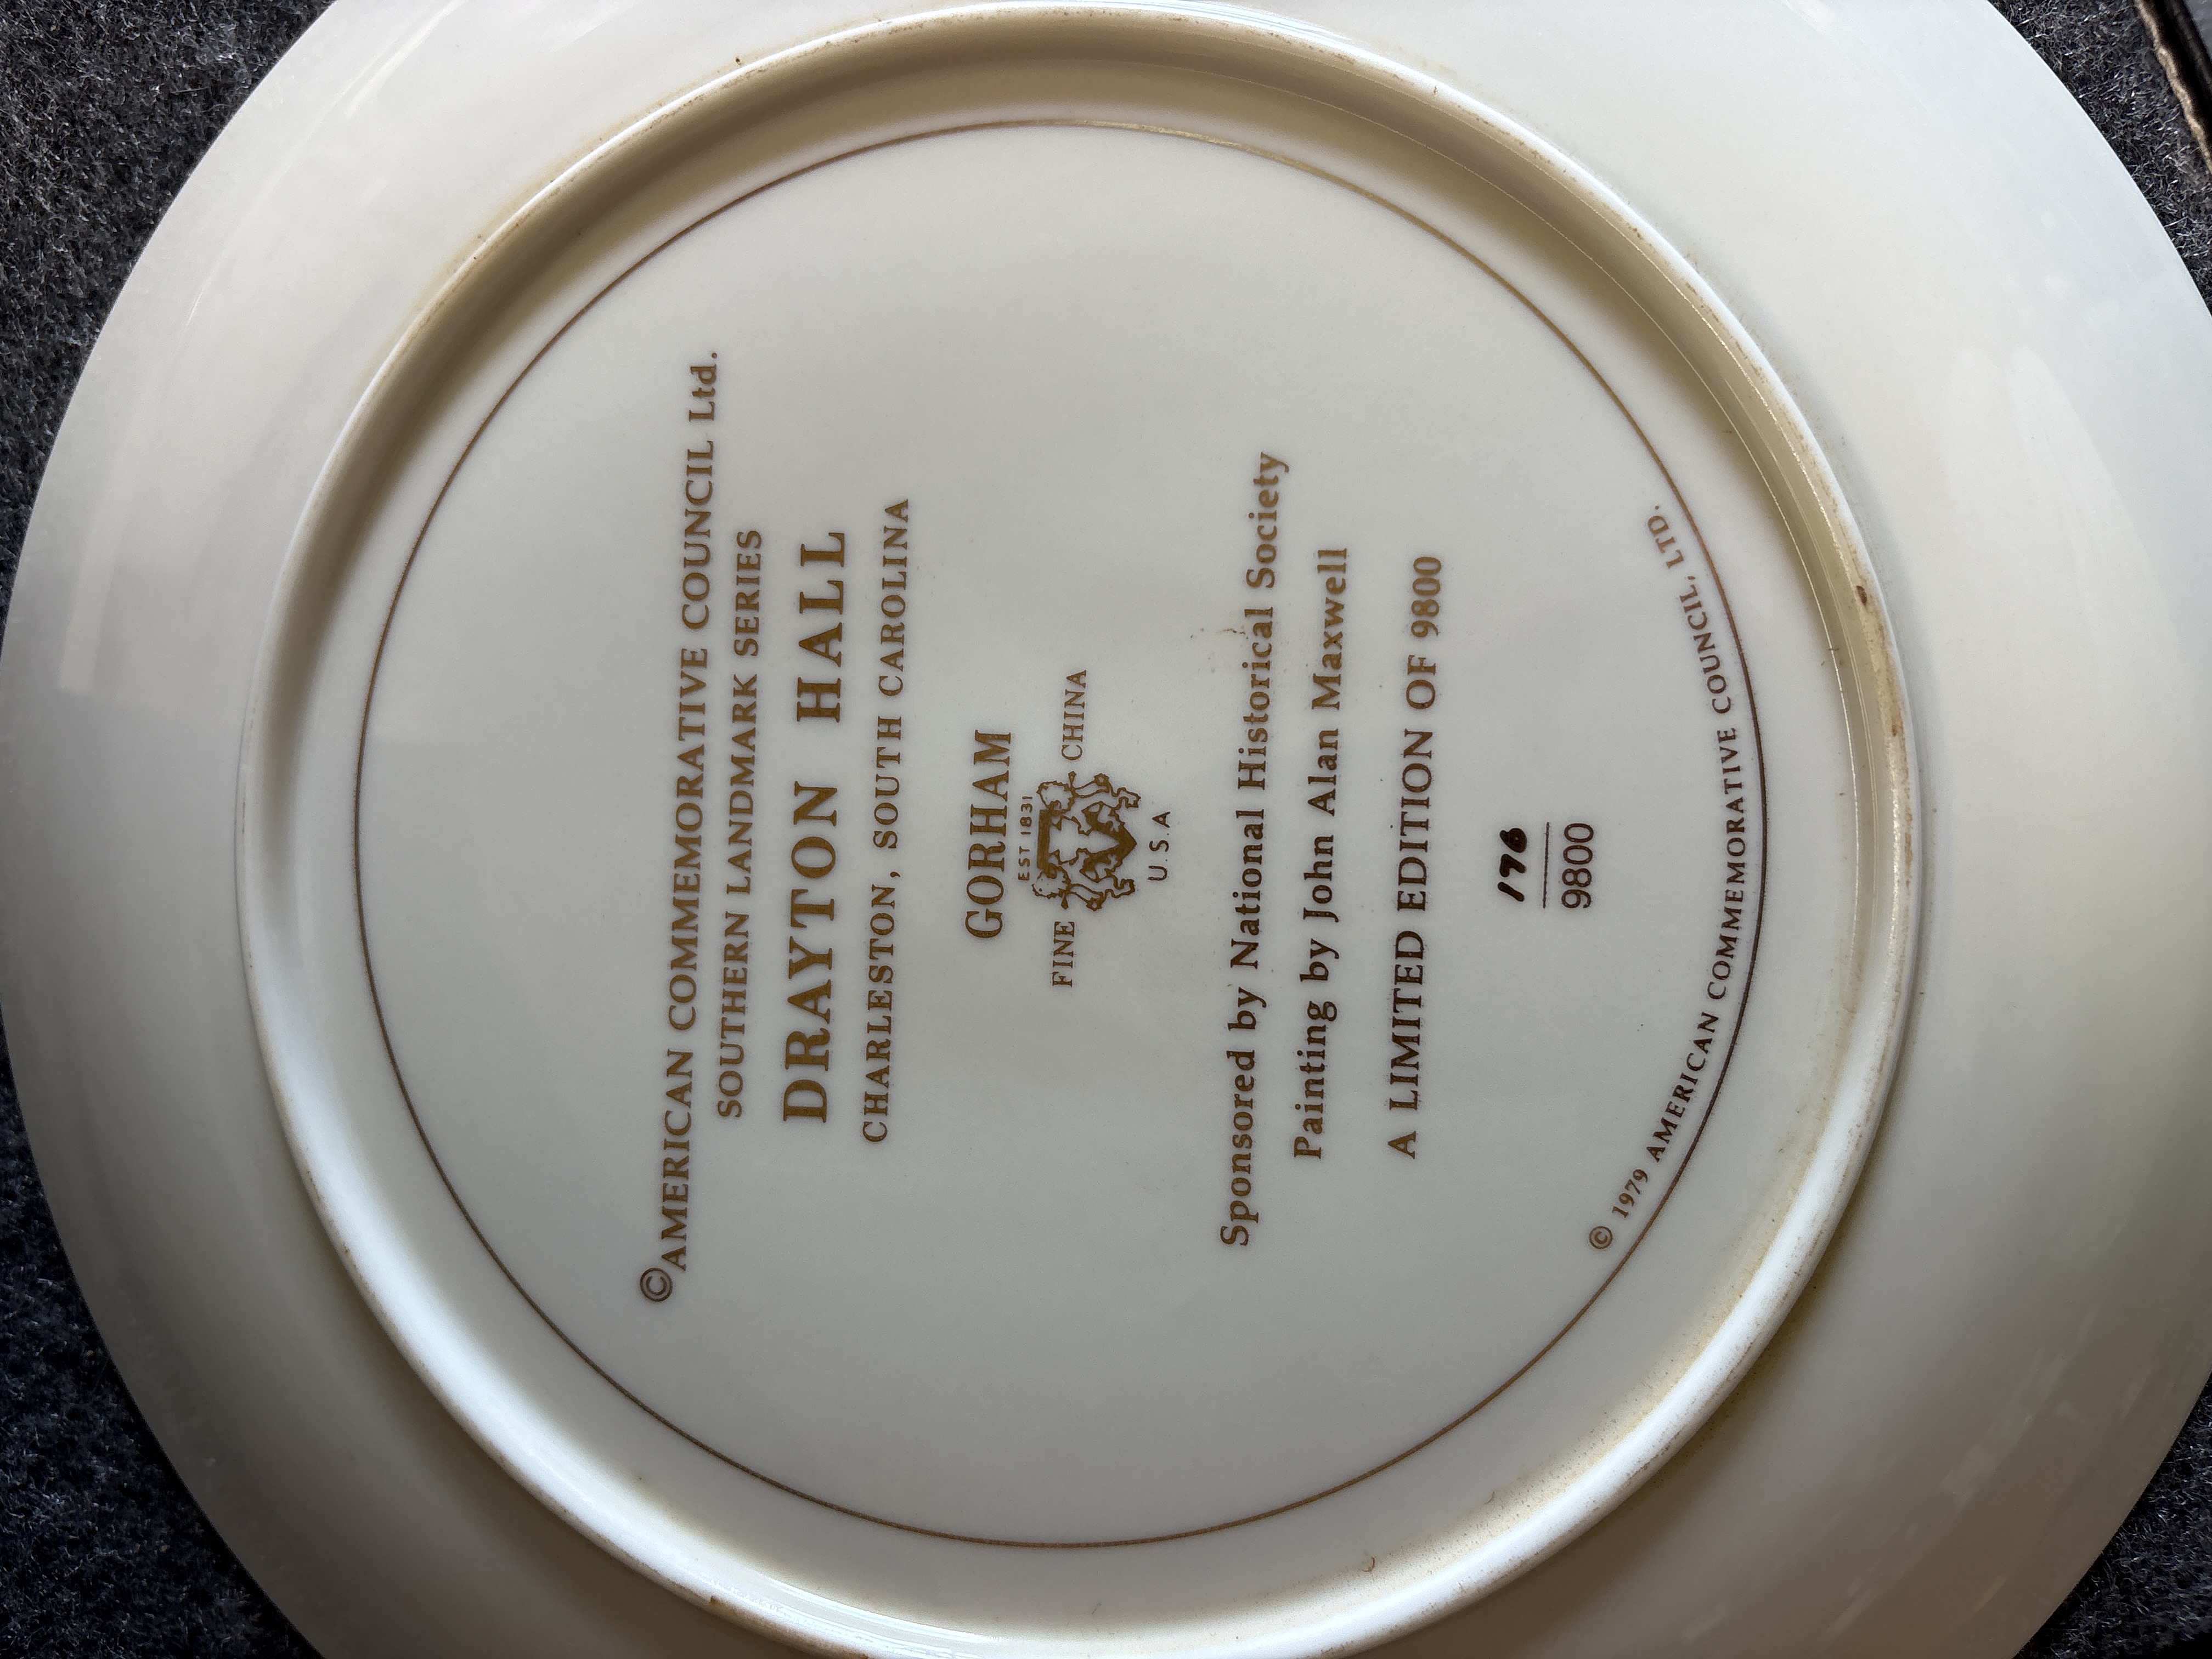 ©AMERICAN COMMEMORATIVE COUNCIL Ltd.
SOUTHERN LANDMARK SERIES
DRAYTON HALL
CHARLESTON, SOUTH CAROLINA
GORHAM
EST 1831
FINE CHINA
U.S.A
Sponsored by National Historical Society
Painting by John Alan Maxwell
A LIMITED EDITION OF 9800
176
9800
© 1979 AMERICAN COMMEMORATIVE COUNCIL, LTD.